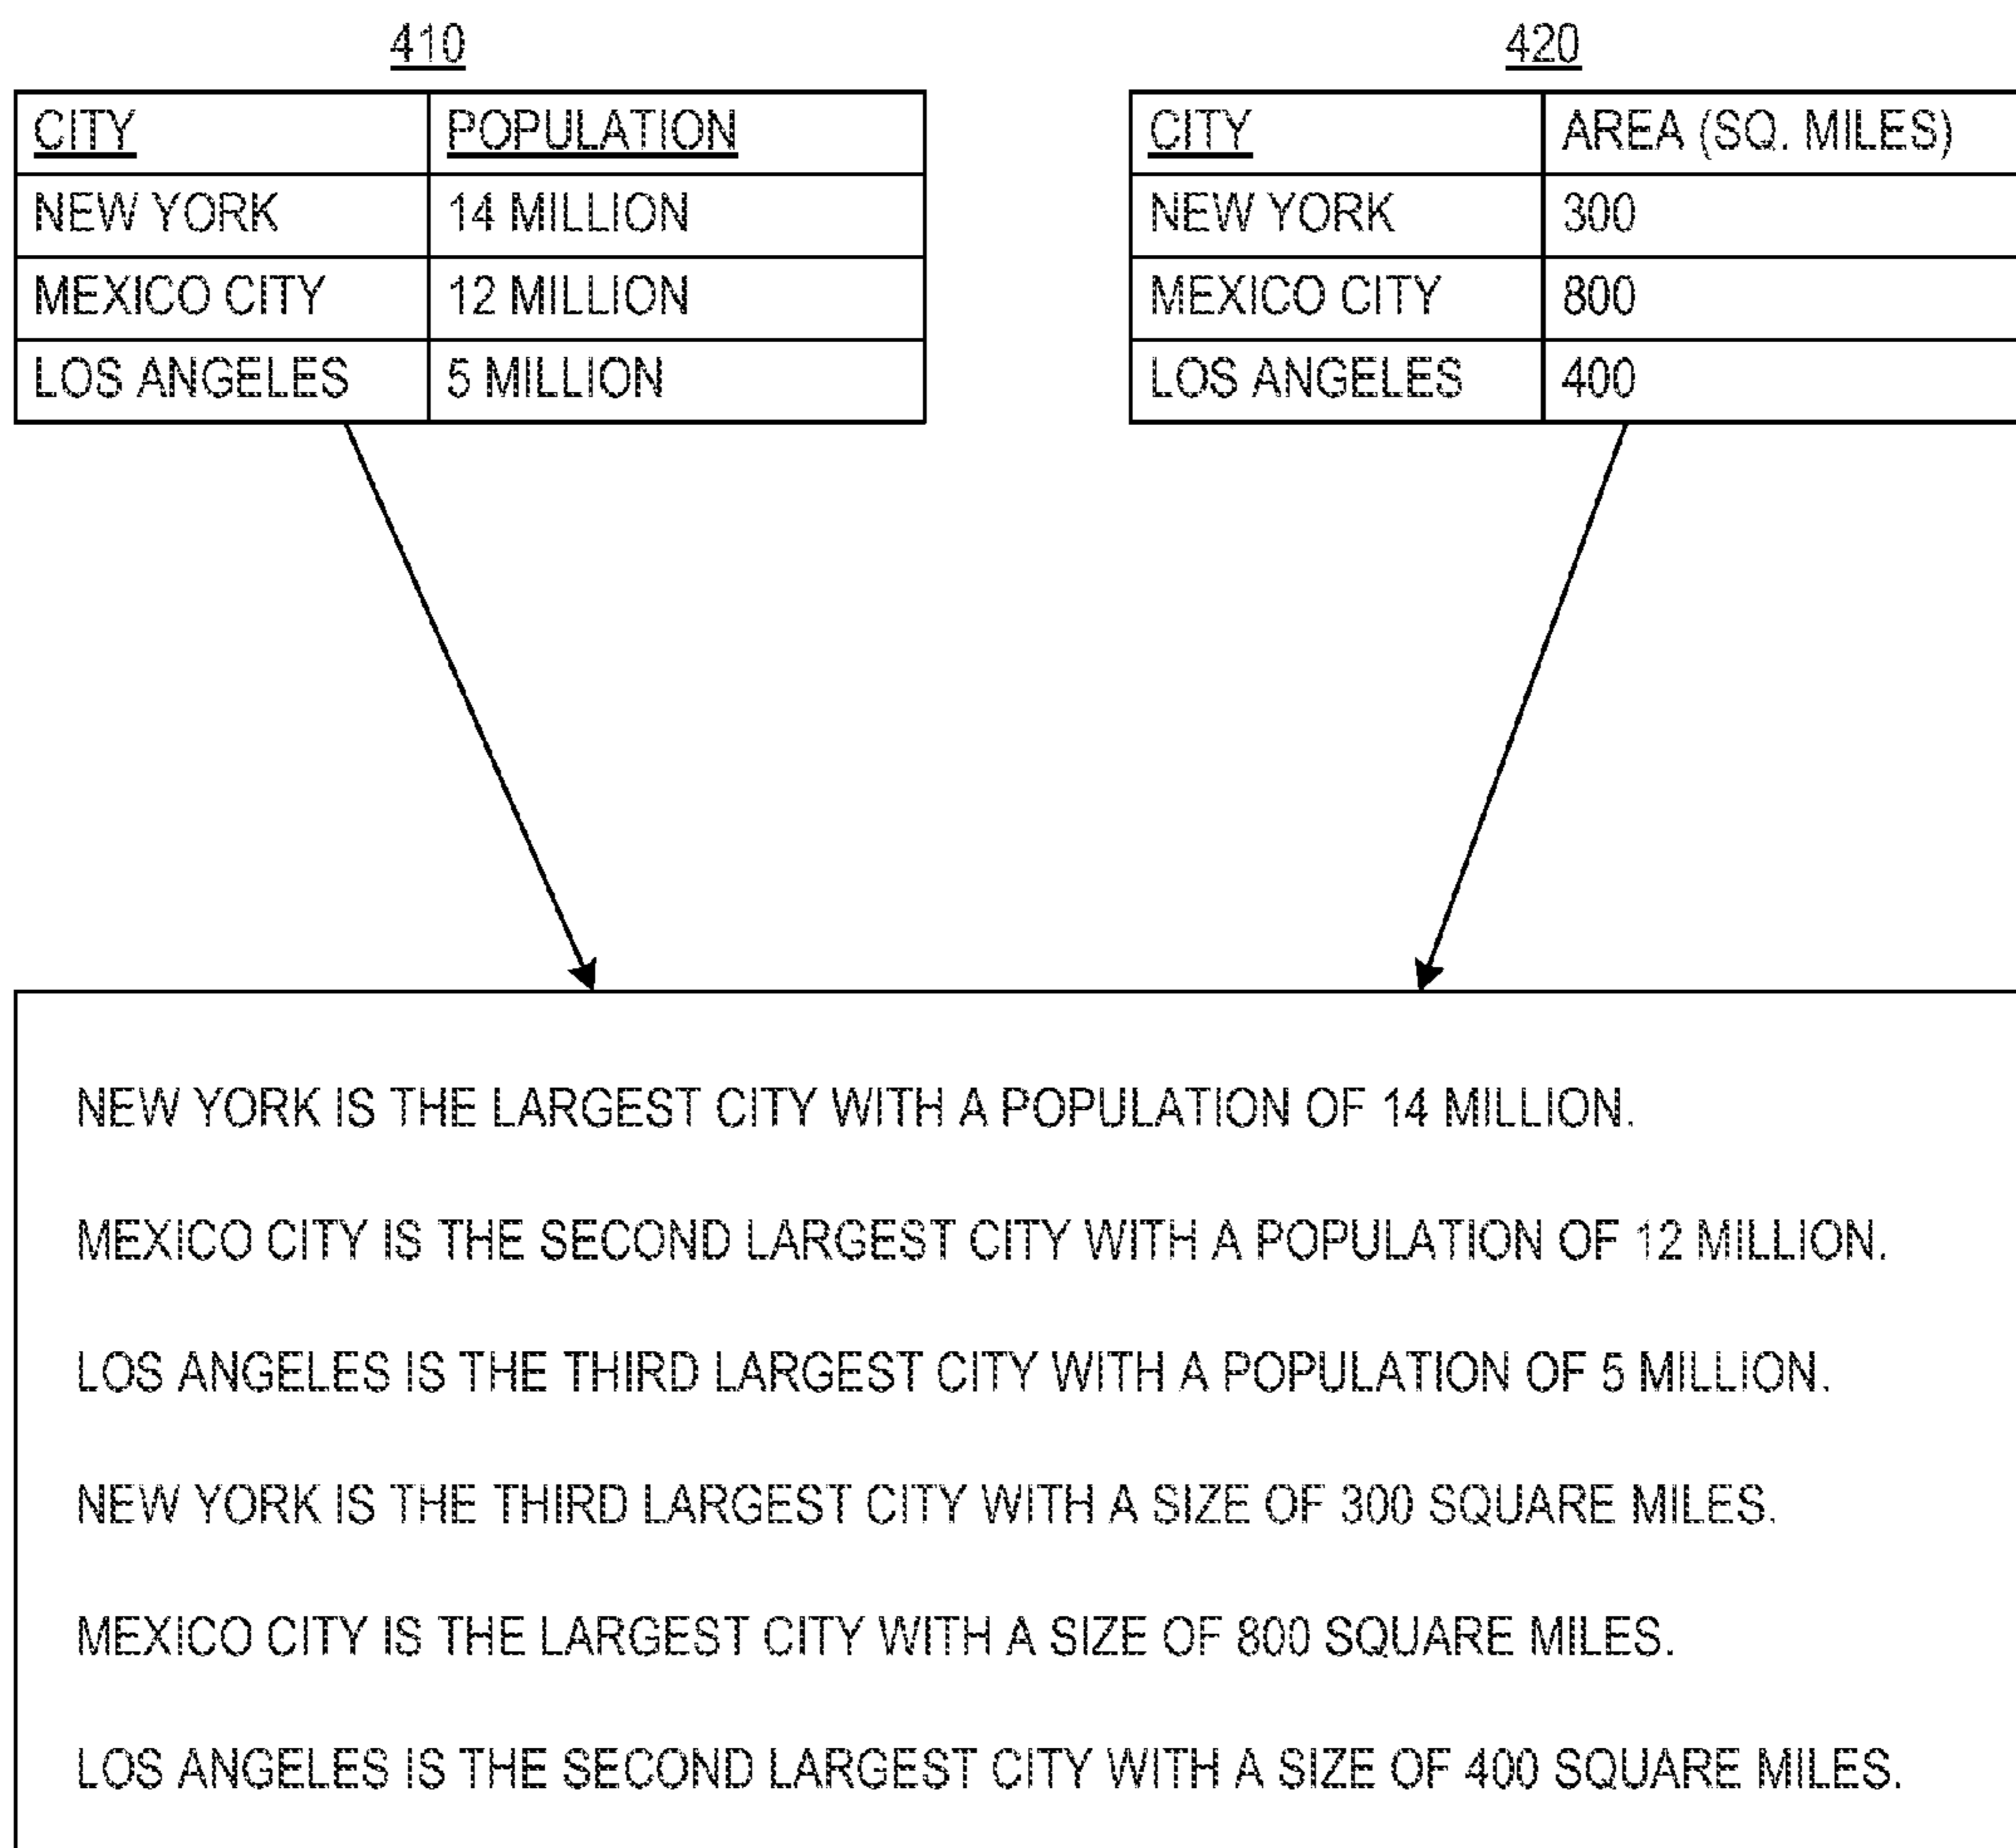 410
CITY POPULATION
NEW YORK 14 MILLION
MEXICO CITY 12 MILLION
LOS ANGELES 5 MILLION
420
CITY AREA (SQ. MILES)
NEW YORK 300
MEXICO CITY 800
LOS ANGELES 400
NEW YORK IS THE LARGEST CITY WITH A POPULATION OF 14 MILLION.
MEXICO CITY IS THE SECOND LARGEST CITY WITH A POPULATION OF 12 MILLION.
LOS ANGELES IS THE THIRD LARGEST CITY WITH A POPULATION OF 5 MILLION.
NEW YORK IS THE THIRD LARGEST CITY WITH A SIZE OF 300 SQUARE MILES.
MEXICO CITY IS THE LARGEST CITY WITH A SIZE OF 800 SQUARE MILES.
LOS ANGELES IS THE SECOND LARGEST CITY WITH A SIZE OF 400 SQUARE MILES.